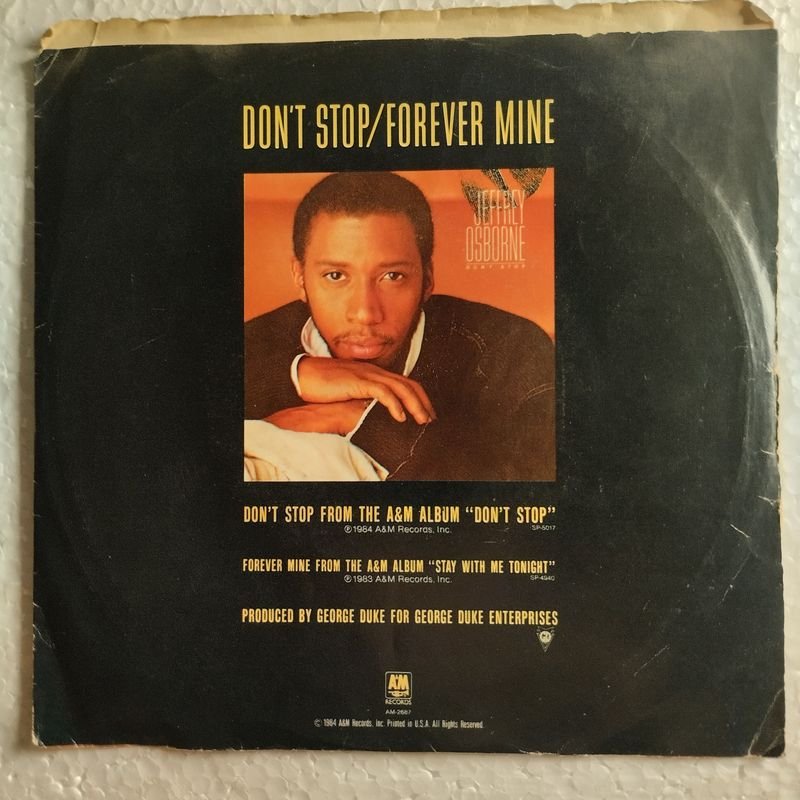 DON'T STOP/FOREVER MINE
JEFFREY
OSBORNE
DON'T STOP
DON'T STOP FROM THE A&M ALBUM "DON'T STOP"
℗1984 A&M Records, Inc. SP-5017
FOREVER MINE FROM THE A&M ALBUM "STAY WITH ME TONIGHT"
℗1983 A&M Records, Inc. SP-4940
PRODUCED BY GEORGE DUKE FOR GEORGE DUKE ENTERPRISES
A&M
RECORDS
AM-2687
© 1984 A&M Records, Inc. Printed in U.S.A. All Rights Reserved.